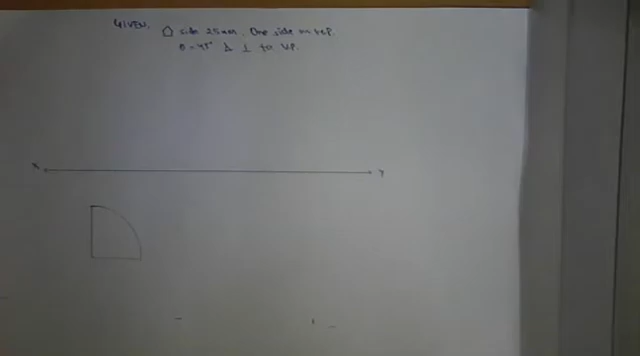 GIVEN,
⬠ side 25mm. One side on H.P.
θ = 45° & ⊥ to V.P.
X Y